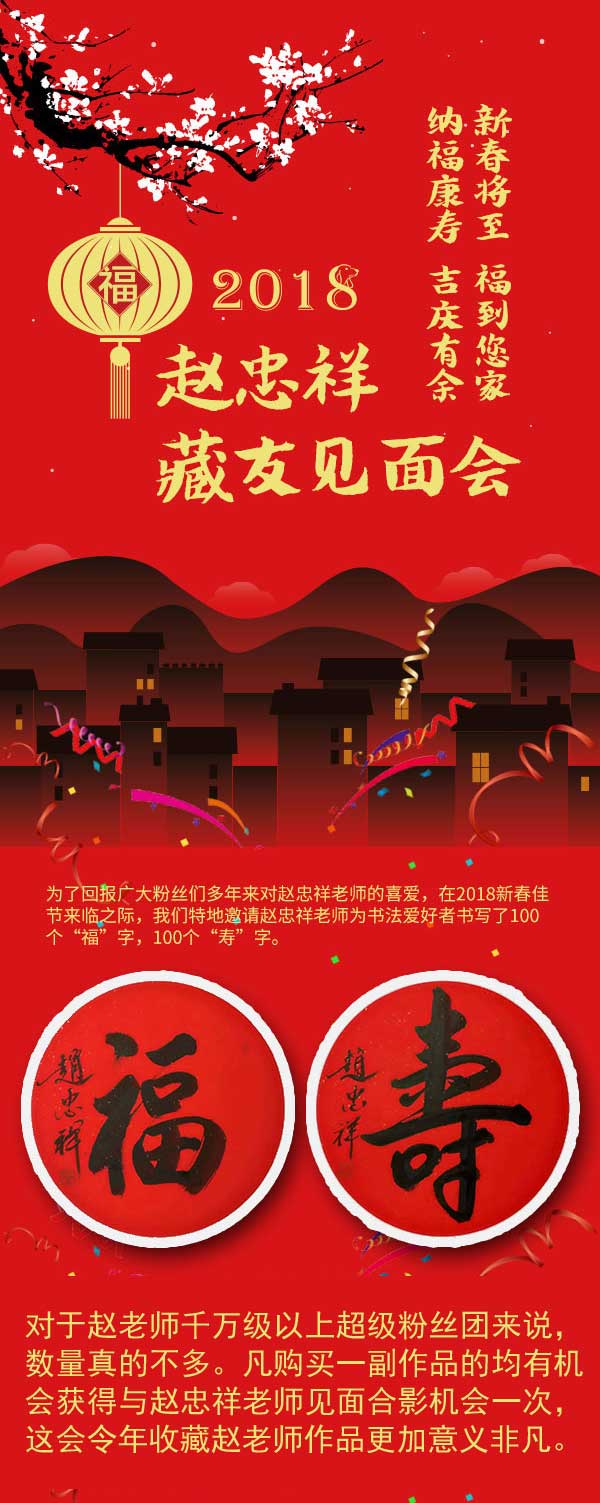 新春将至 福到您家
纳福康寿 吉庆有余
福
2018
赵忠祥
藏友见面会
为了回报广大粉丝们多年来对赵忠祥老师的喜爱，在2018新春佳
节来临之际，我们特地邀请赵忠祥老师为书法爱好者书写了100
个“福”字，100个“寿”字。
福
趙忠祥
壽
趙忠祥
对于赵老师千万级以上超级粉丝团来说，
数量真的不多。凡购买一副作品的均有机
会获得与赵忠祥老师见面合影机会一次，
这会令年收藏赵老师作品更加意义非凡。